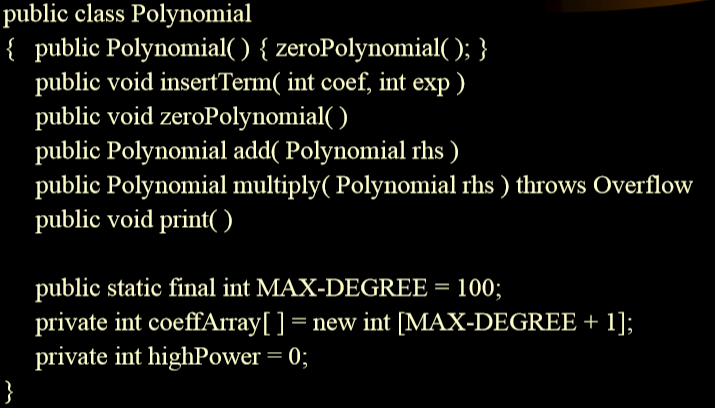 public class Polynomial
{ public Polynomial( ) { zeroPolynomial( ); }
public void insertTerm( int coef, int exp )
public void zeroPolynomial( )
public Polynomial add( Polynomial rhs )
public Polynomial multiply( Polynomial rhs ) throws Overflow
public void print( )
public static final int MAX-DEGREE = 100;
private int coeffArray[ ] = new int [MAX-DEGREE + 1];
private int highPower = 0;
}